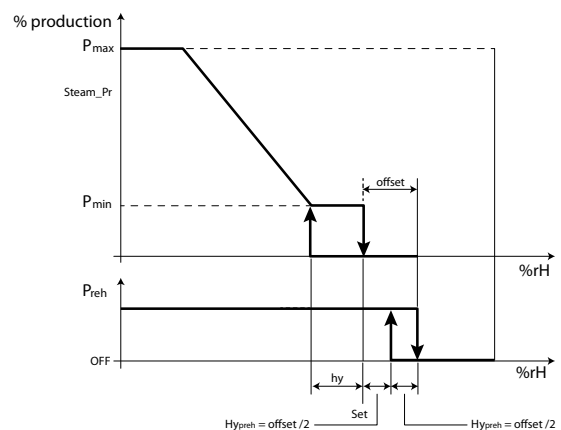 % production
Pmax
Steam_Pr
offset
Pmin
%rH
Preh
OFF
%rH
hy
Set
Hypreh = offset /2
Hypreh = offset /2